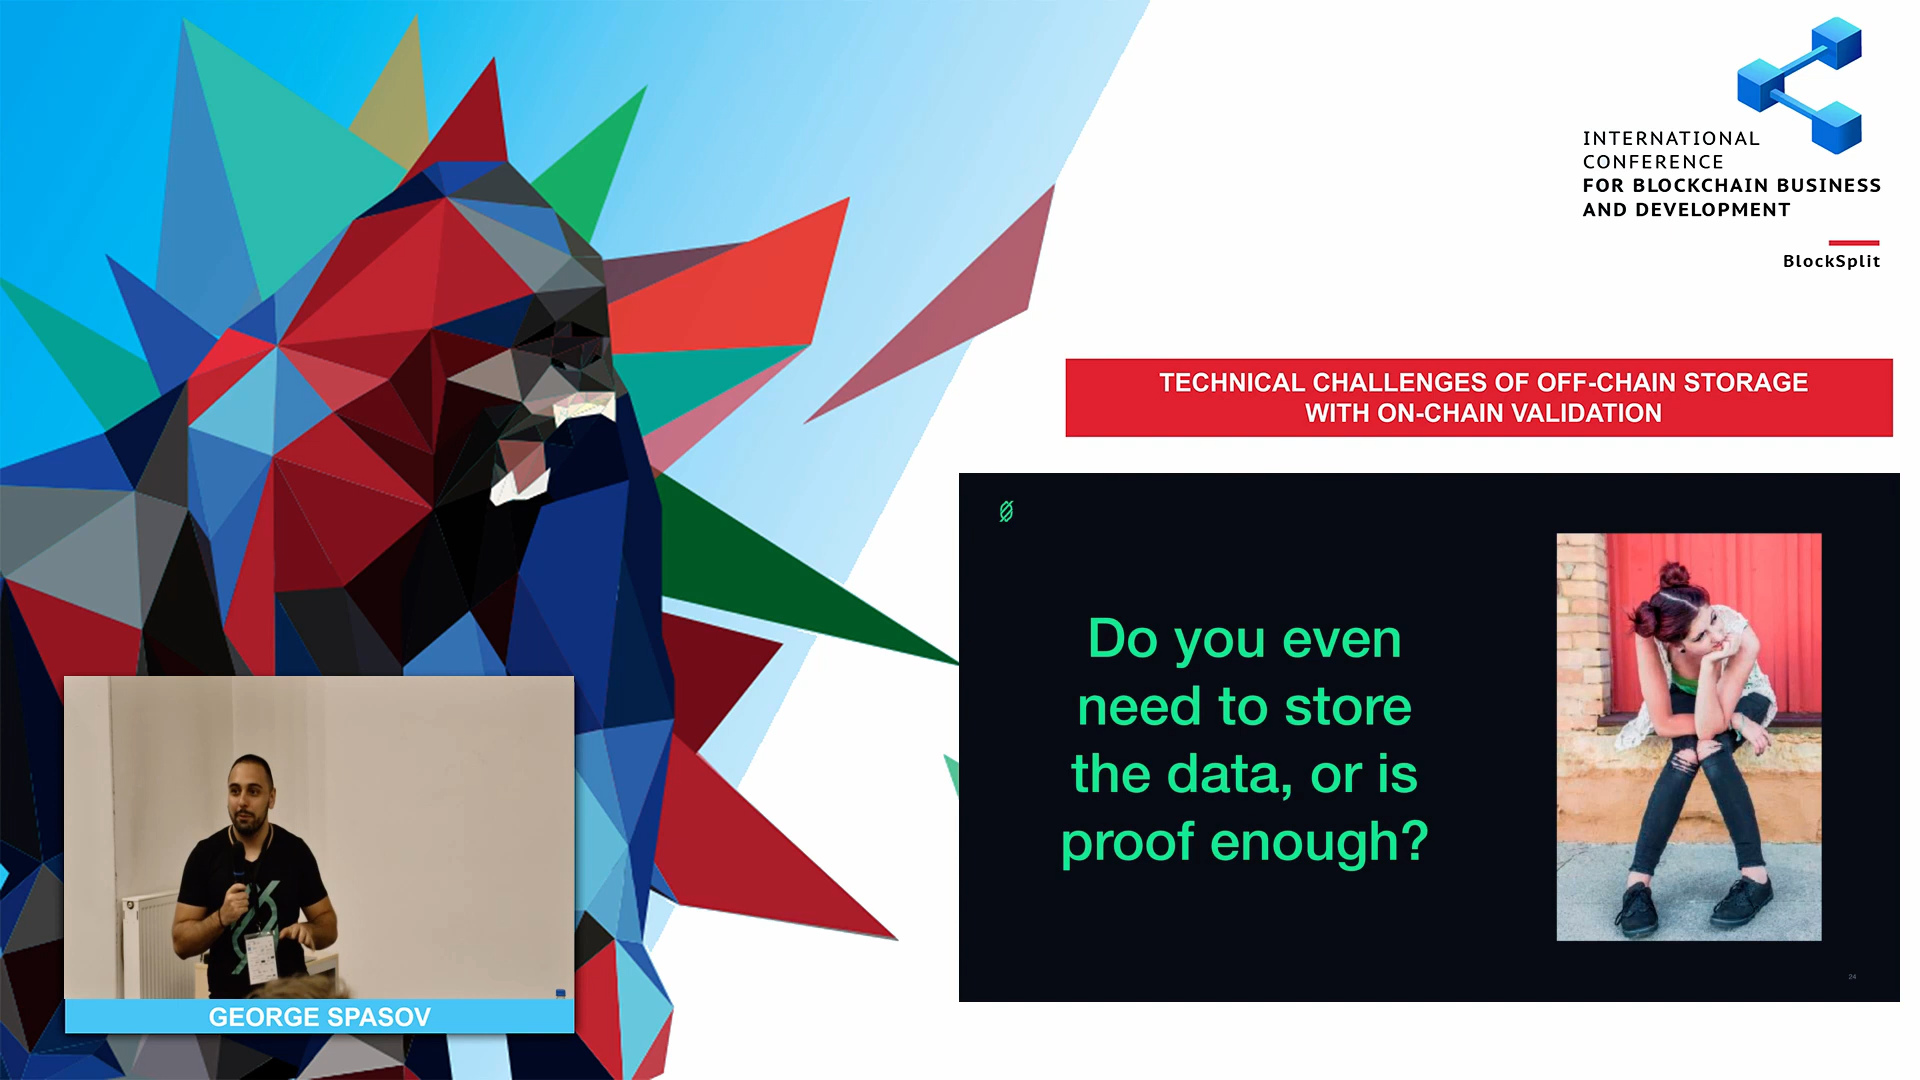 INTERNATIONAL
CONFERENCE
FOR BLOCKCHAIN BUSINESS
AND DEVELOPMENT
BlockSplit
TECHNICAL CHALLENGES OF OFF-CHAIN STORAGE
WITH ON-CHAIN VALIDATION
Do you even
need to store
the data, or is
proof enough?
24
GEORGE SPASOV